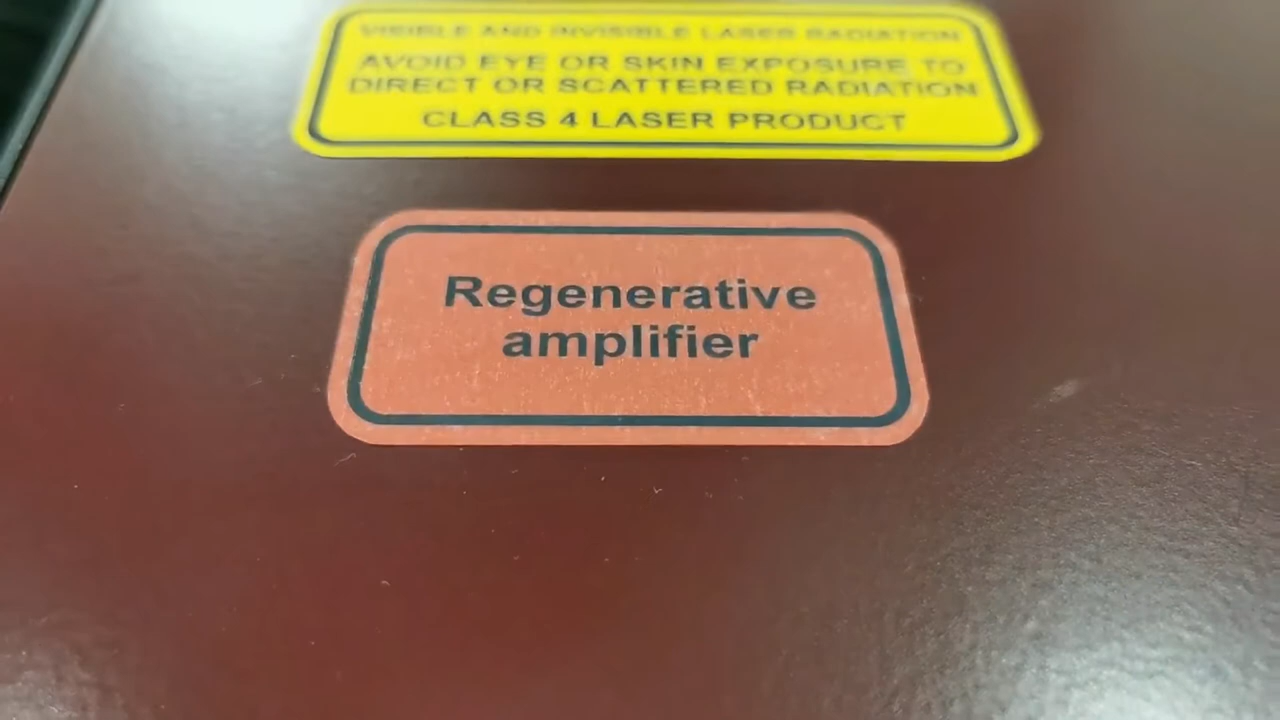 VISIBLE AND INVISIBLE LASER RADIATION
AVOID EYE OR SKIN EXPOSURE TO
DIRECT OR SCATTERED RADIATION
CLASS 4 LASER PRODUCT
Regenerative
amplifier